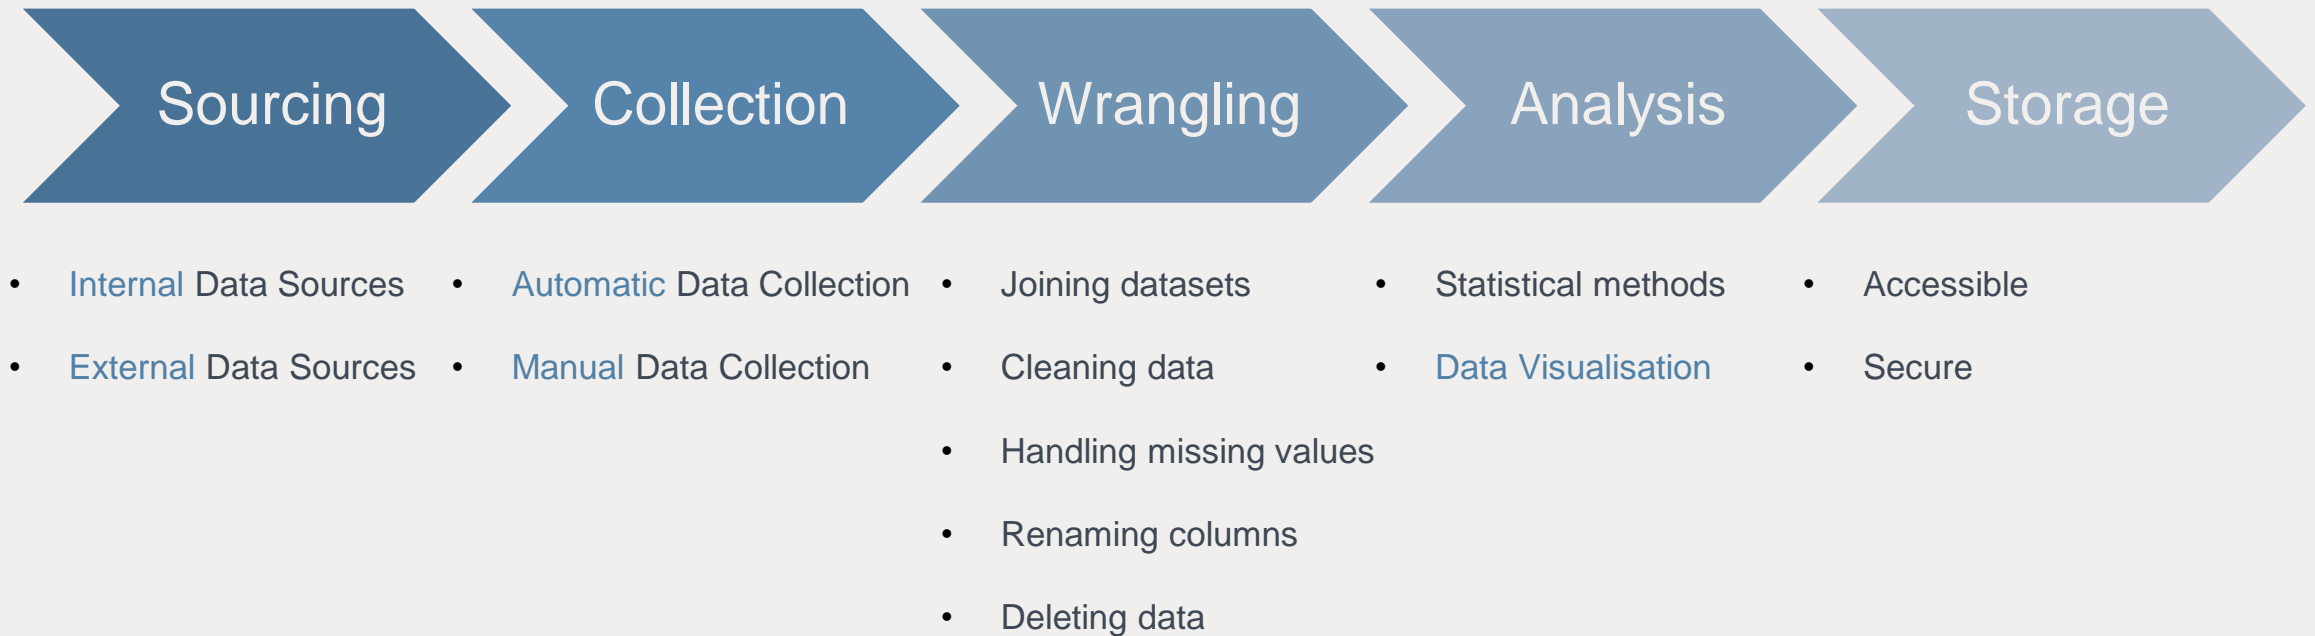 Sourcing
Collection
Wrangling
Analysis
Storage
• Internal Data Sources
• External Data Sources
• Automatic Data Collection
• Manual Data Collection
• Joining datasets
• Cleaning data
• Handling missing values
• Renaming columns
• Deleting data
• Statistical methods
• Data Visualisation
• Accessible
• Secure